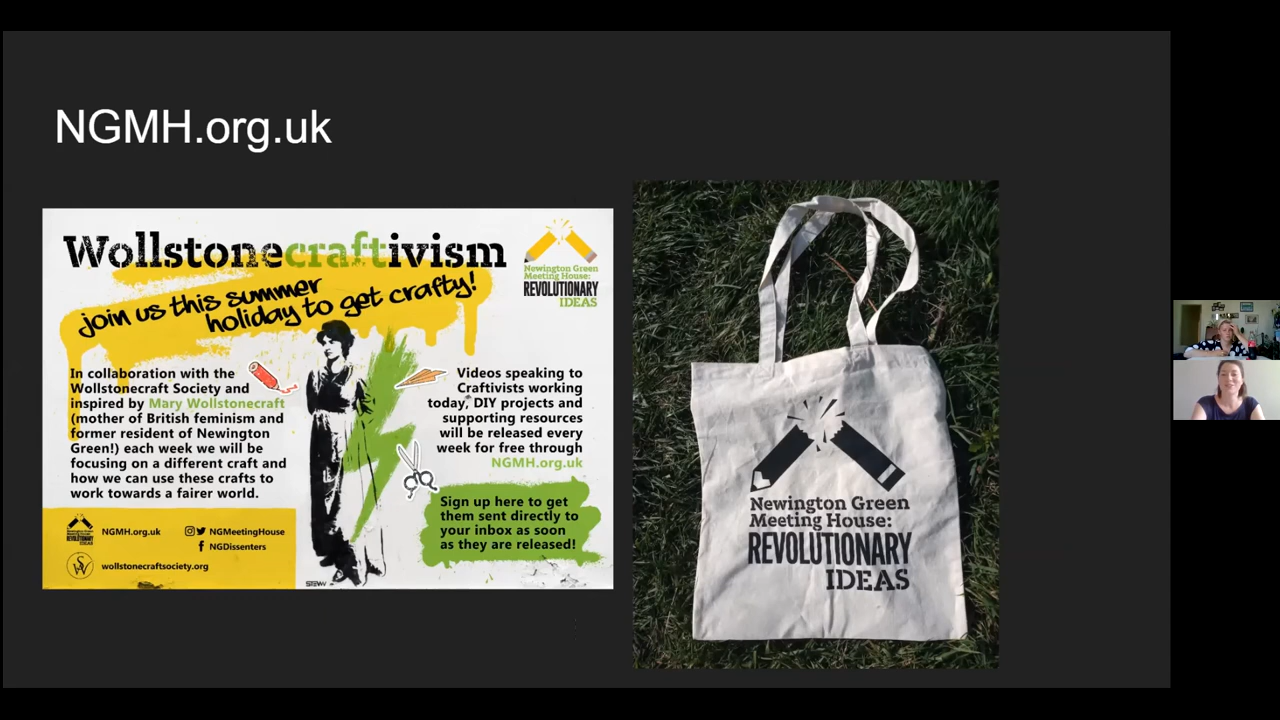 NGMH.org.uk
Wollstonecraftivism
join us this summer
holiday to get crafty!
Newington Green
Meeting House:
REVOLUTIONARY
IDEAS
In collaboration with the
Wollstonecraft Society and
inspired by Mary Wollstonecraft
(mother of British feminism and
former resident of Newington
Green!) each week we will be
focusing on a different craft and
how we can use these crafts to
work towards a fairer world.
Videos speaking to
Craftivists working
today, DIY projects and
supporting resources
will be released every
week for free through
NGMH.org.uk
Sign up here to get
them sent directly to
your inbox as soon
as they are released!
NGMH.org.uk
NGMeetingHouse
NGDissenters
wollstonecraftsociety.org
STEWY
Newington Green
Meeting House:
REVOLUTIONARY
IDEAS